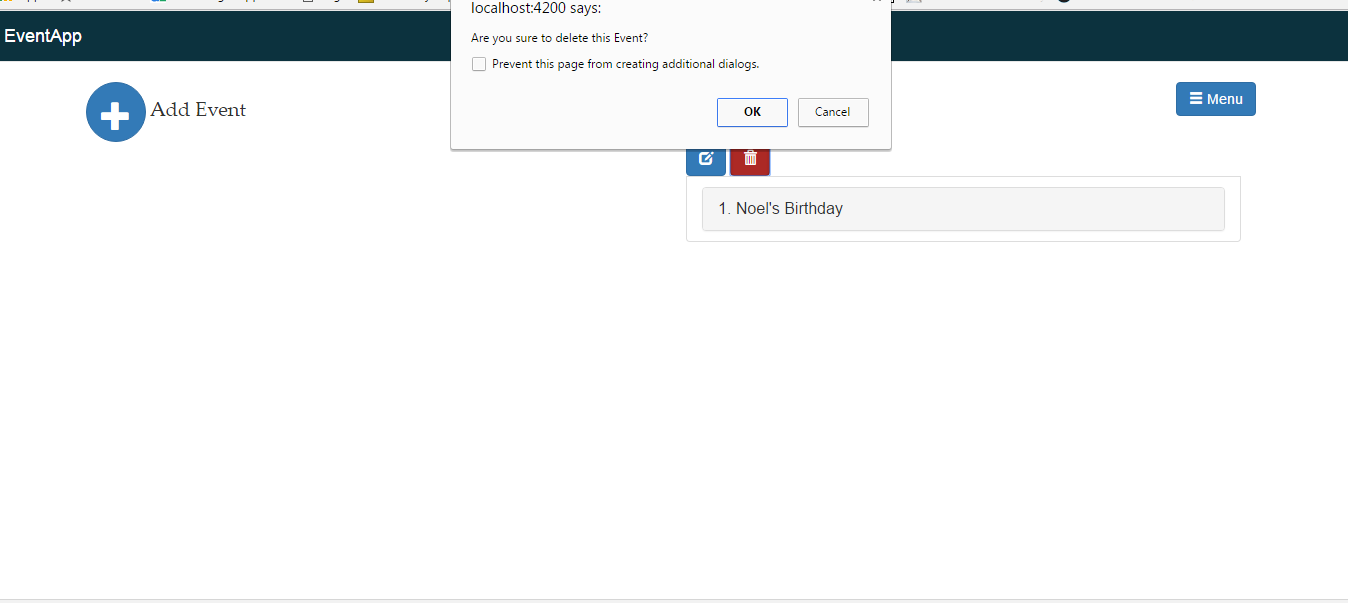 localhost:4200 says:
EventApp
Are you sure to delete this Event?
Prevent this page from creating additional dialogs.
OK Cancel
Add Event
Menu
1. Noel's Birthday